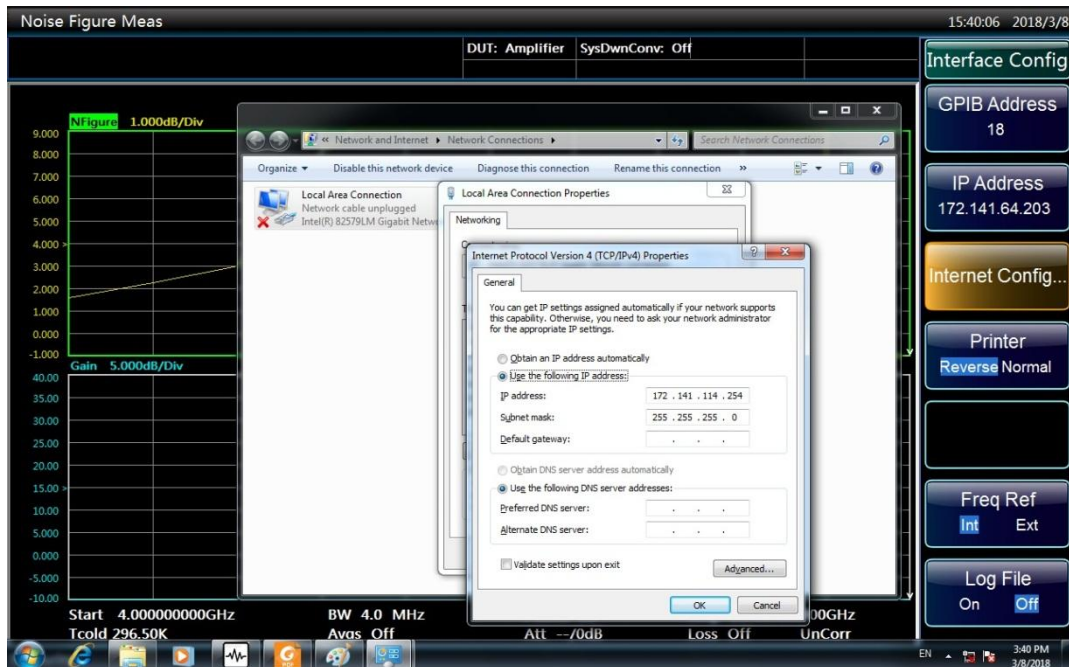 Noise Figure Meas
15:40:06 2018/3/8
DUT: Amplifier SysDwnConv: Off
Interface Config
GPIB Address
18
IP Address
172.141.64.203
Internet Config...
Printer
Reverse Normal
Freq Ref
Int Ext
Log File
On Off
NFigure 1.000dB/Div
9.000
8.000
7.000
6.000
5.000
4.000 >
3.000
2.000
1.000
0.000
-1.000
Gain 5.000dB/Div
40.00
35.00
30.00
25.00
20.00
15.00 >
10.00
5.000
0.000
-5.000
-10.00
« Network and Internet Network Connections
Search Network Connections
Organize Disable this network device Diagnose this connection Rename this connection »
Local Area Connection
Network cable unplugged
Intel(R) 82579LM Gigabit Netwo
Local Area Connection Properties
Networking
Internet Protocol Version 4 (TCP/IPv4) Properties
General
You can get IP settings assigned automatically if your network supports
this capability. Otherwise, you need to ask your network administrator
for the appropriate IP settings.
Obtain an IP address automatically
Use the following IP address:
IP address: 172 . 141 . 114 . 254
Subnet mask: 255 . 255 . 255 . 0
Default gateway: . . .
Obtain DNS server address automatically
Use the following DNS server addresses:
Preferred DNS server: . . .
Alternate DNS server: . . .
Validate settings upon exit
Advanced...
OK Cancel
Start 4.000000000GHz BW 4.0 MHz 00GHz
Tcold 296.50K Avgs Off Att --/0dB Loss Off UnCorr
EN 3:40 PM
3/8/2018